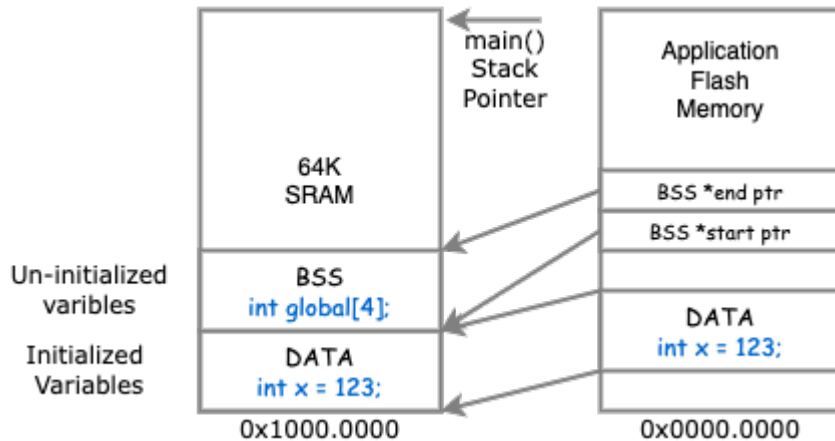 main()
Stack
Pointer
Application
Flash
Memory
64K
SRAM
BSS *end ptr
BSS *start ptr
Un-initialized
varibles
BSS
int global[4];
DATA
int x = 123;
Initialized
Variables
DATA
int x = 123;
0x1000.0000
0x0000.0000